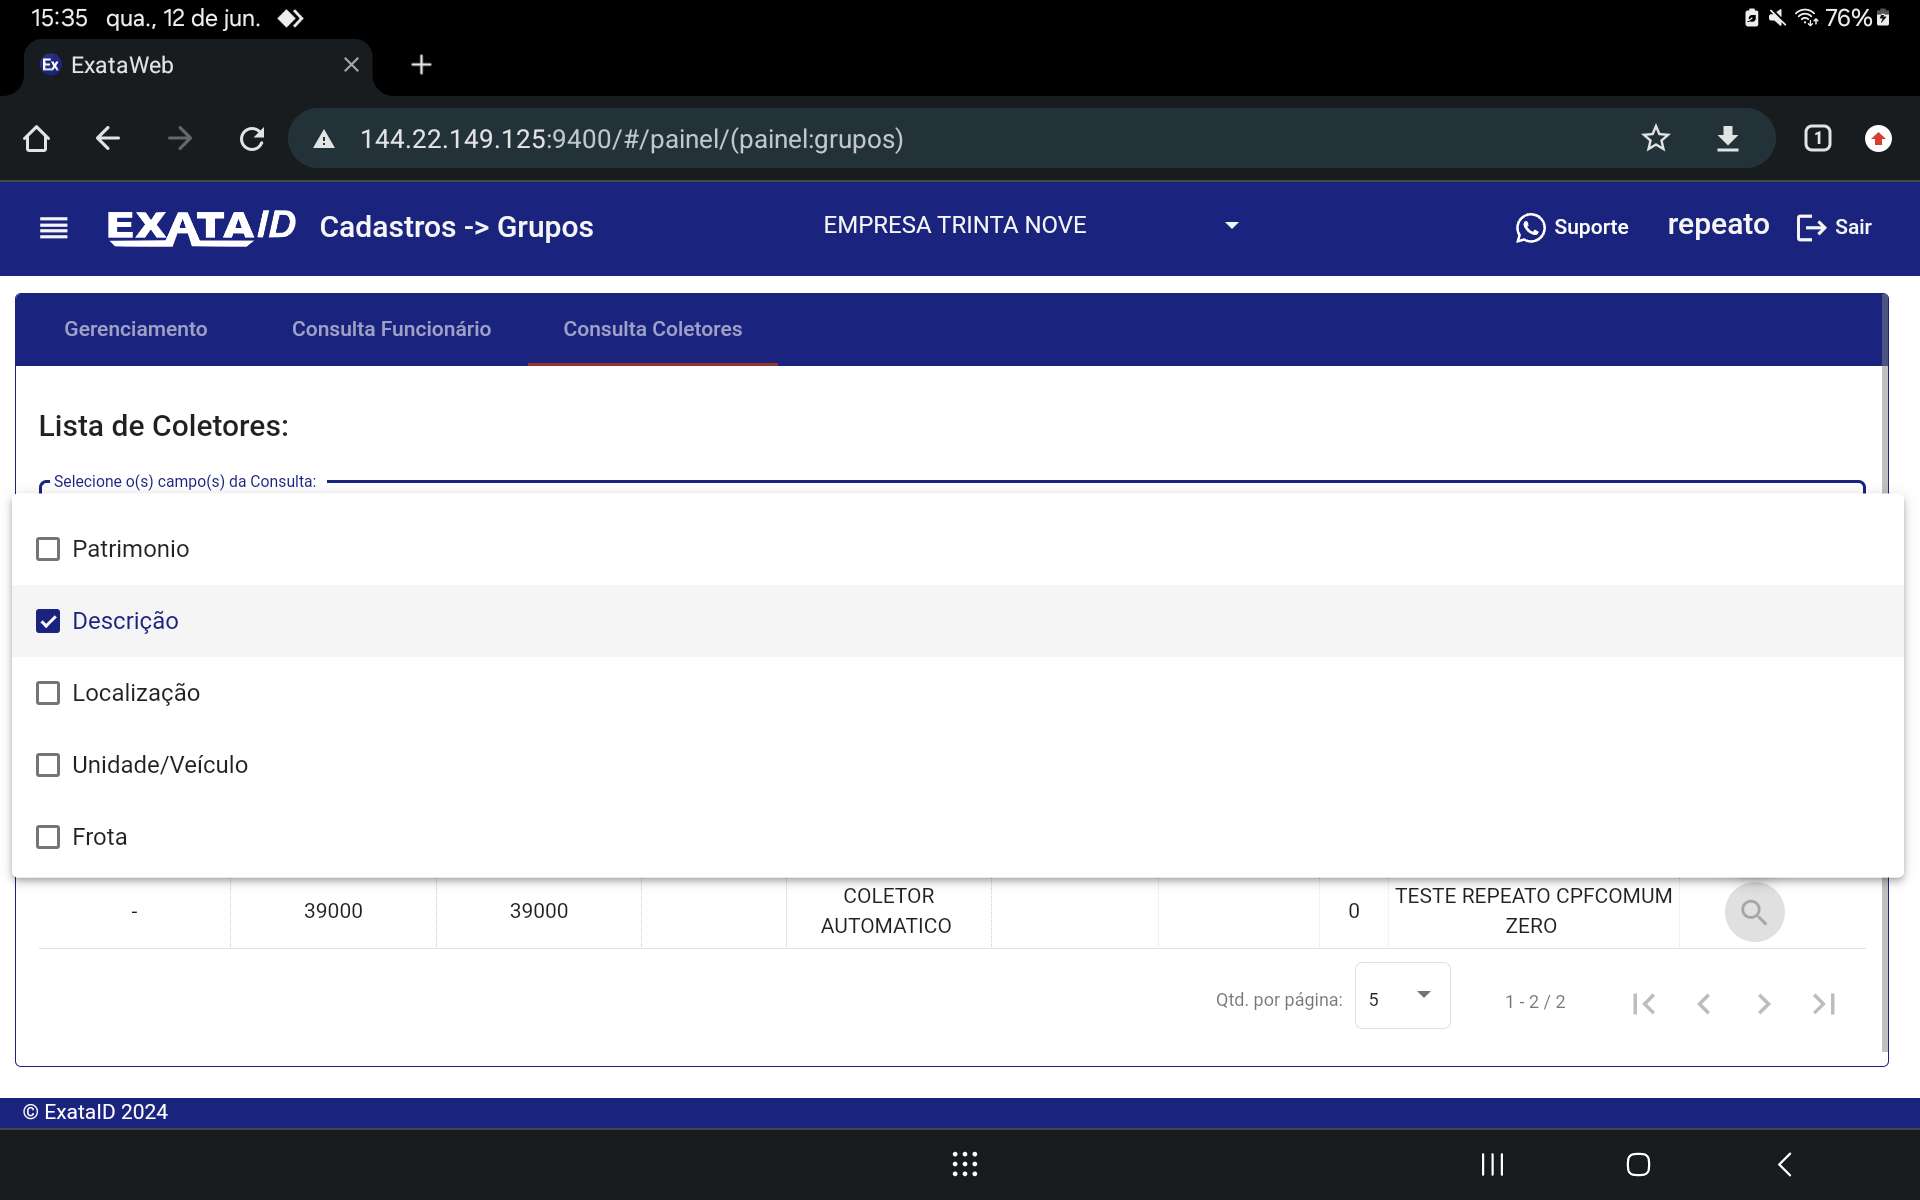 15:35 qua., 12 de jun. 76%
Ex ExataWeb
144.22.149.125:9400/#/painel/(painel:grupos) 1
EXATAID Cadastros -> Grupos EMPRESA TRINTA NOVE Suporte repeato Sair
Gerenciamento Consulta Funcionário Consulta Coletores
Lista de Coletores:
Selecione o(s) campo(s) da Consulta:
Patrimonio
Descrição
Localização
Unidade/Veículo
Frota
- 39000 39000 COLETOR AUTOMATICO 0 TESTE REPEATO CPFCOMUM ZERO
Qtd. por página: 5 1 - 2 / 2
© ExataID 2024